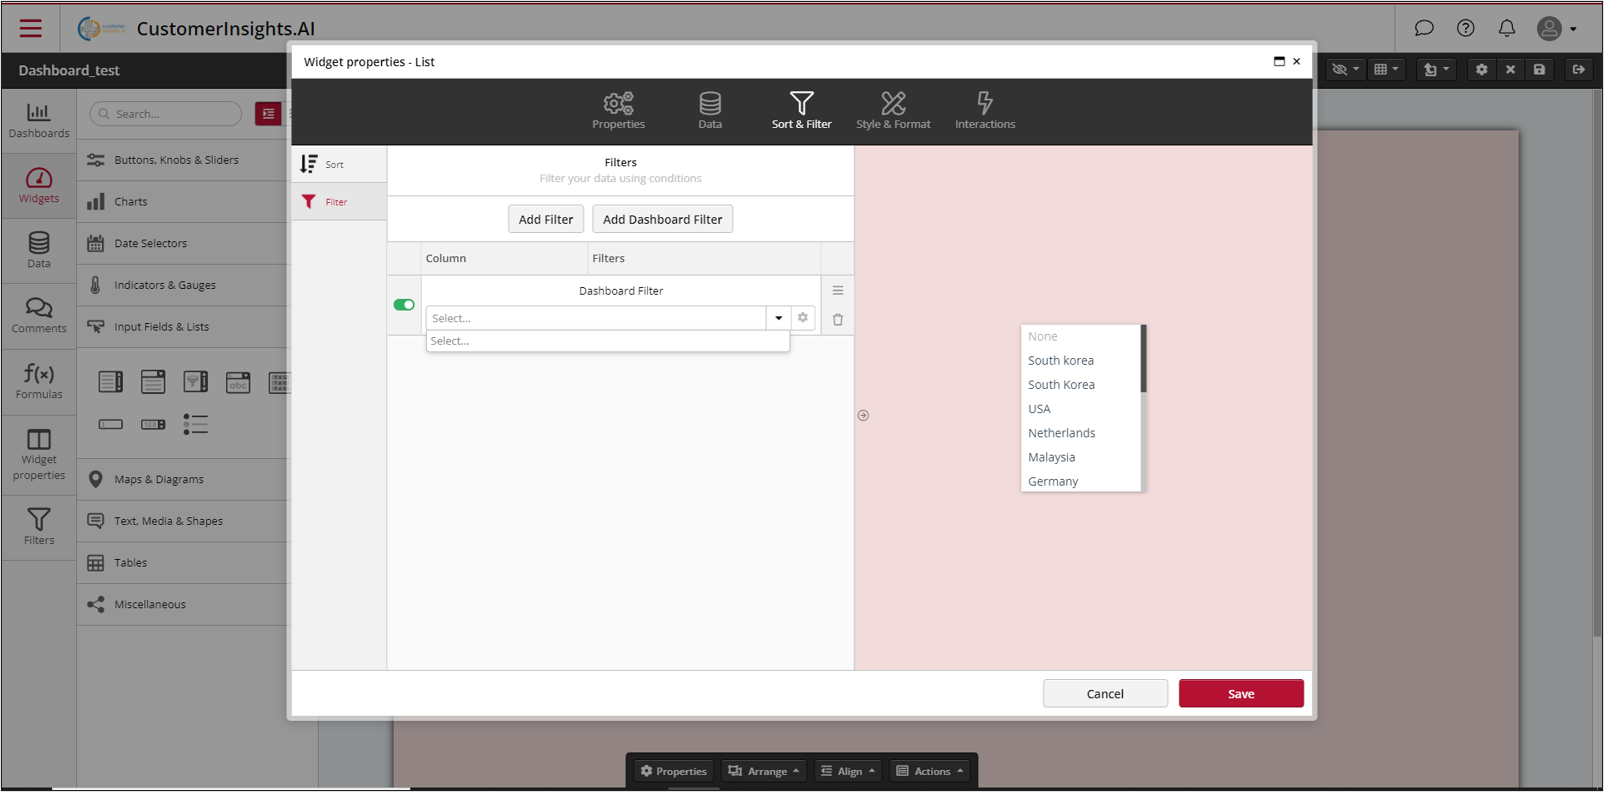 CustomerInsights.AI
Dashboard_test
Widget properties - List
Properties
Data
Sort & Filter
Style & Format
Interactions
Dashboards
Widgets
Data
Comments
f(x)
Formulas
Widget
properties
Filters
Search...
Buttons, Knobs & Sliders
Charts
Date Selectors
Indicators & Gauges
Input Fields & Lists
abc
123
Maps & Diagrams
Text, Media & Shapes
Tables
Miscellaneous
Sort
Filter
Filters
Filter your data using conditions
Add Filter
Add Dashboard Filter
Column
Filters
Dashboard Filter
Select...
Select...
None
South korea
South Korea
USA
Netherlands
Malaysia
Germany
Cancel
Save
Properties
Arrange
Align
Actions